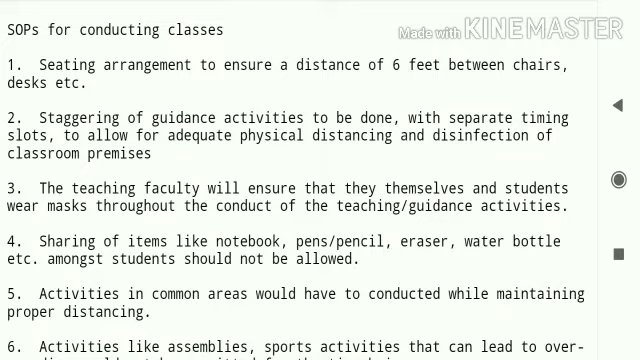 SOPs for conducting classes
Made with KINEMASTER
1. Seating arrangement to ensure a distance of 6 feet between chairs,
desks etc.
2. Staggering of guidance activities to be done, with separate timing
slots, to allow for adequate physical distancing and disinfection of
classroom premises
3. The teaching faculty will ensure that they themselves and students
wear masks throughout the conduct of the teaching/guidance activities.
4. Sharing of items like notebook, pens/pencil, eraser, water bottle
etc. amongst students should not be allowed.
5. Activities in common areas would have to conducted while maintaining
proper distancing.
6. Activities like assemblies, sports activities that can lead to over-